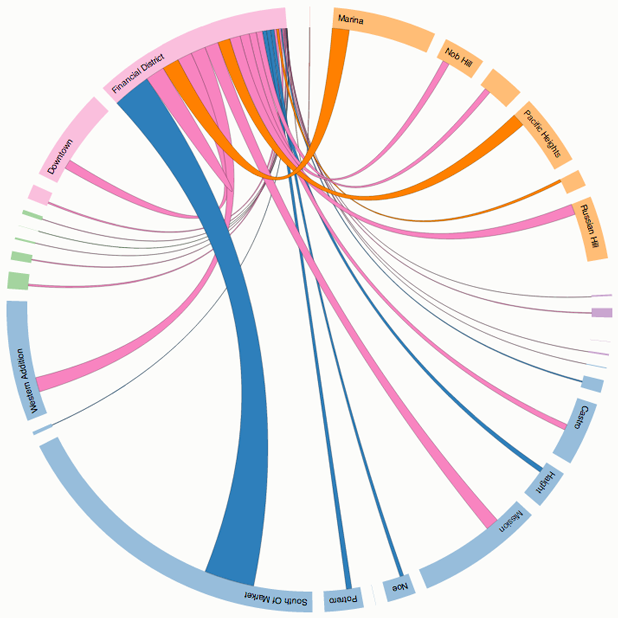 Marina
Nob Hill
Pacific Heights
Russian Hill
Castro
Haight
Mission
Noe
Potrero
South Of Market
Western Addition
Downtown
Financial District